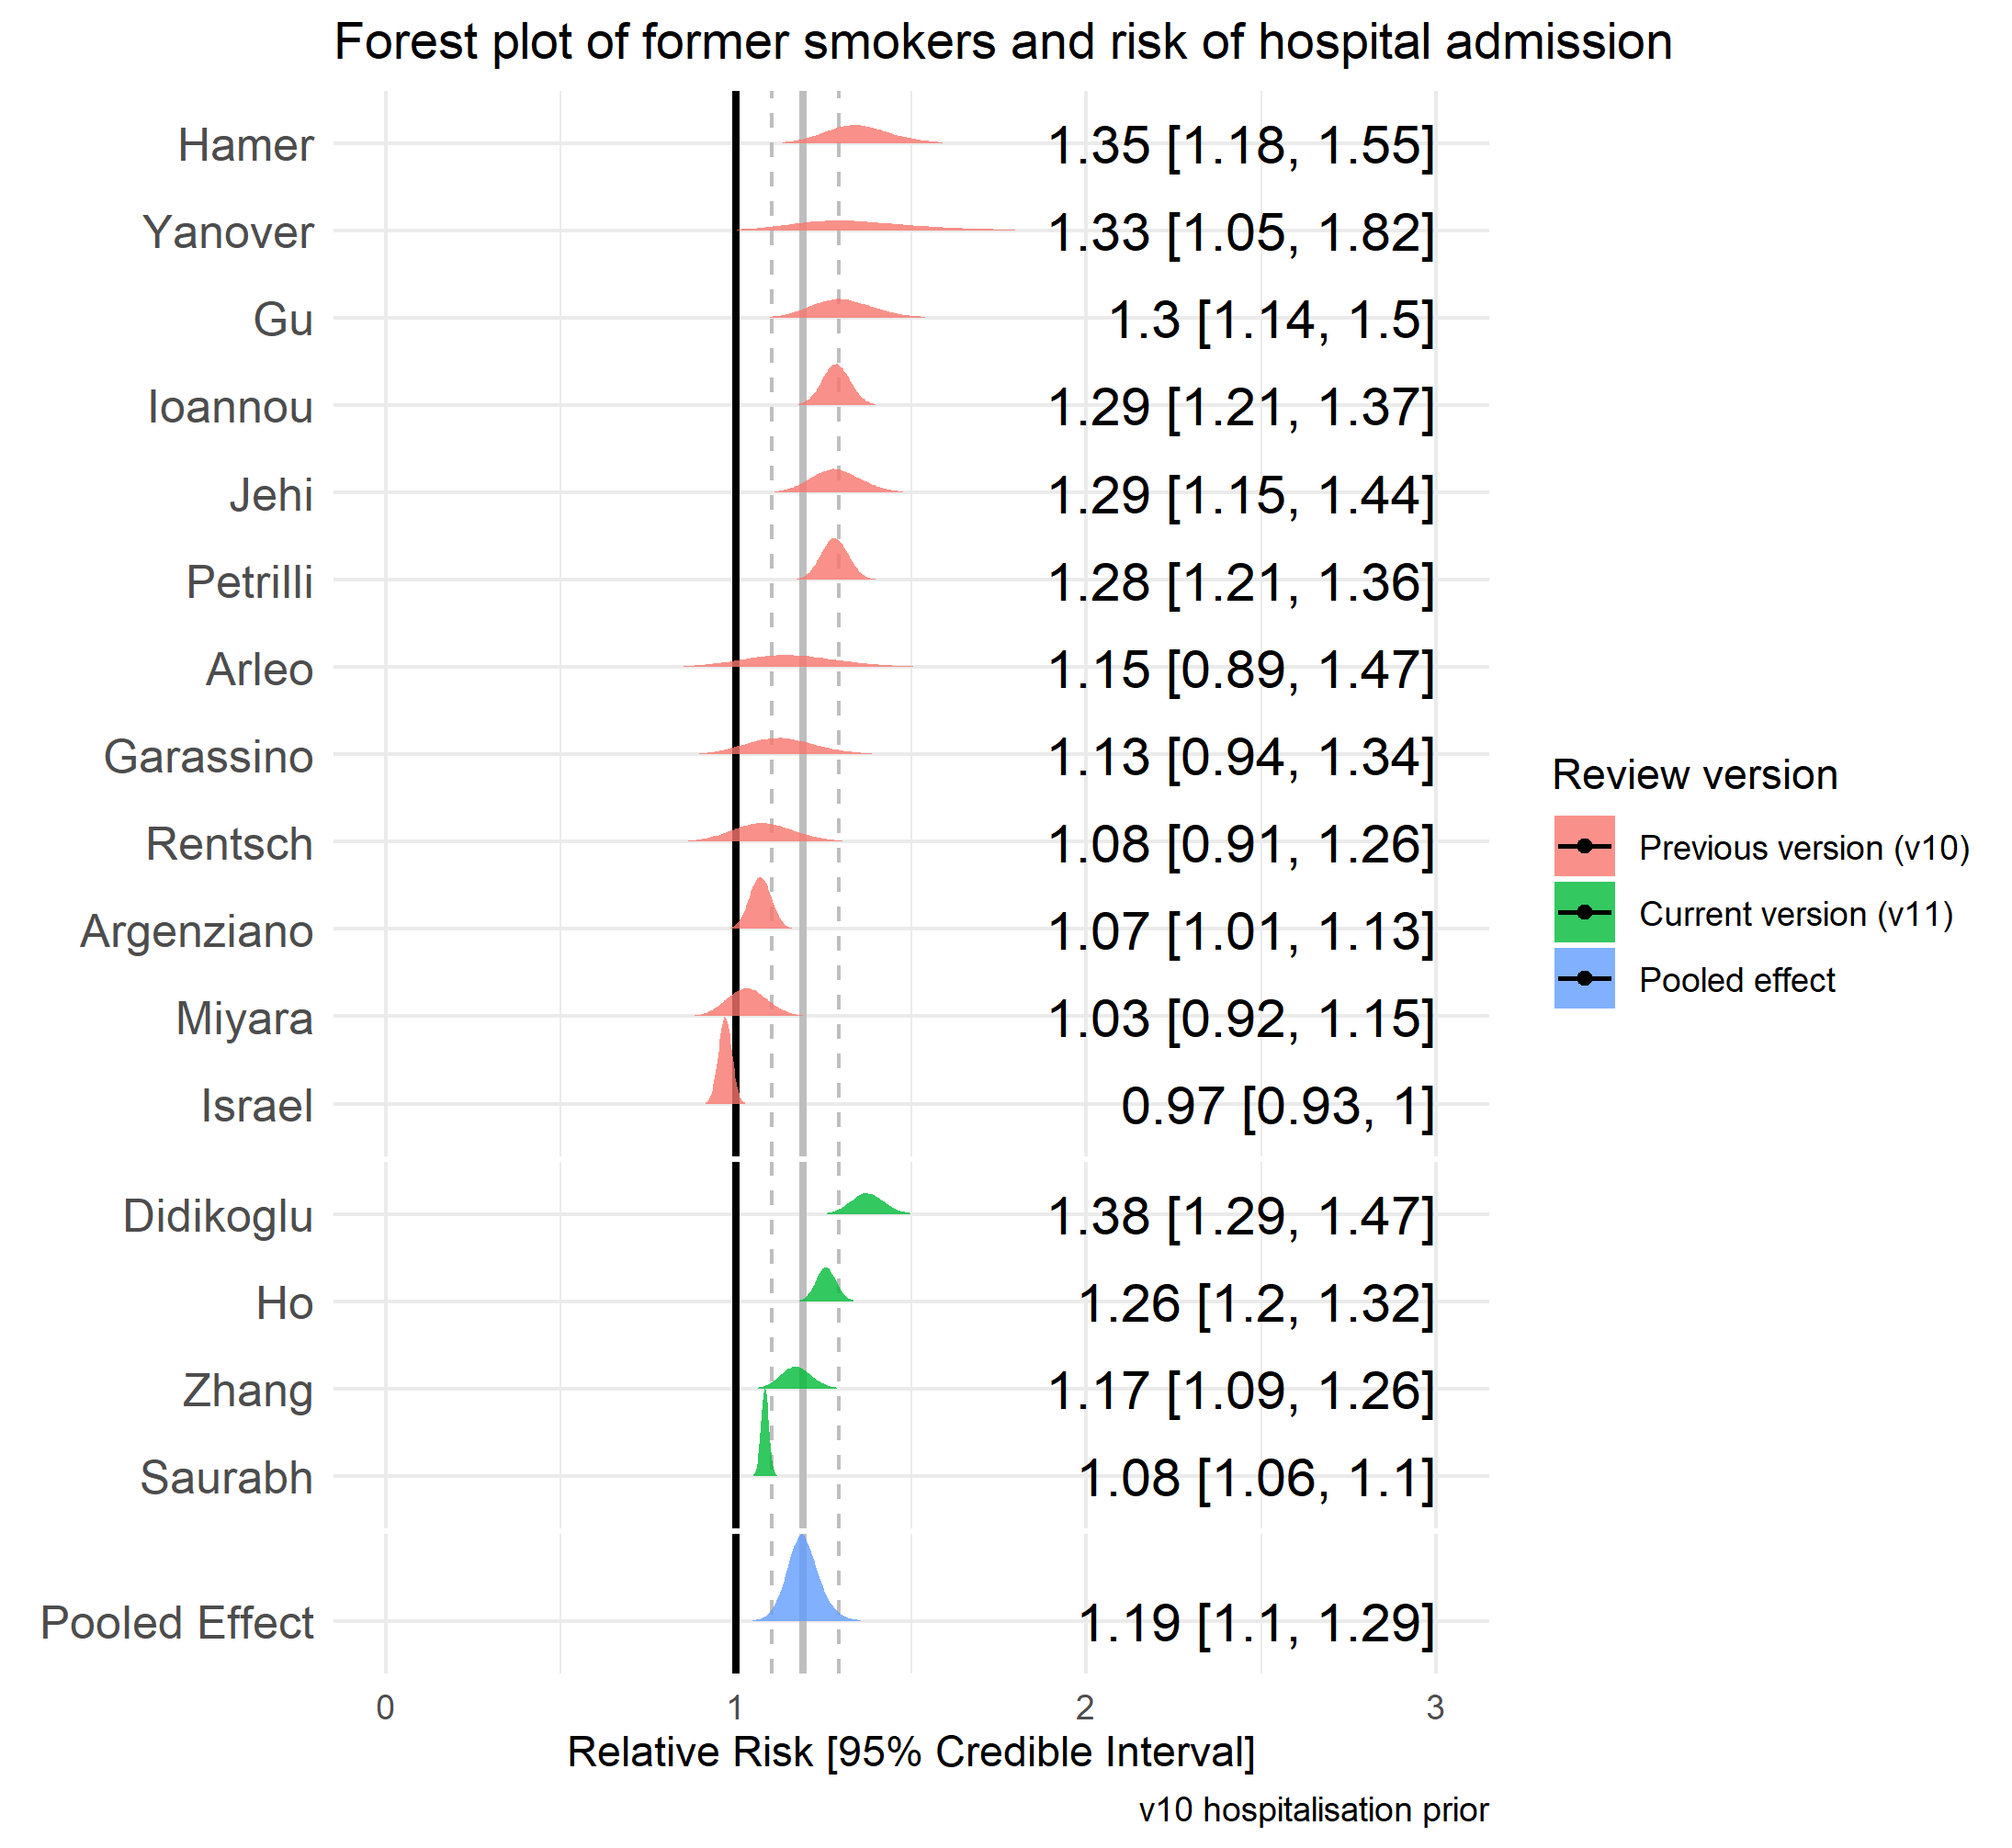 Forest plot of former smokers and risk of hospital admission
Hamer 1.35 [1.18, 1.55]
Yanover 1.33 [1.05, 1.82]
Gu 1.3 [1.14, 1.5]
Ioannou 1.29 [1.21, 1.37]
Jehi 1.29 [1.15, 1.44]
Petrilli 1.28 [1.21, 1.36]
Arleo 1.15 [0.89, 1.47]
Garassino 1.13 [0.94, 1.34]
Rentsch 1.08 [0.91, 1.26]
Argenziano 1.07 [1.01, 1.13]
Miyara 1.03 [0.92, 1.15]
Israel 0.97 [0.93, 1]
Didikoglu 1.38 [1.29, 1.47]
Ho 1.26 [1.2, 1.32]
Zhang 1.17 [1.09, 1.26]
Saurabh 1.08 [1.06, 1.1]
Pooled Effect 1.19 [1.1, 1.29]
0 1 2 3
Relative Risk [95% Credible Interval]
v10 hospitalisation prior
Review version
Previous version (v10)
Current version (v11)
Pooled effect